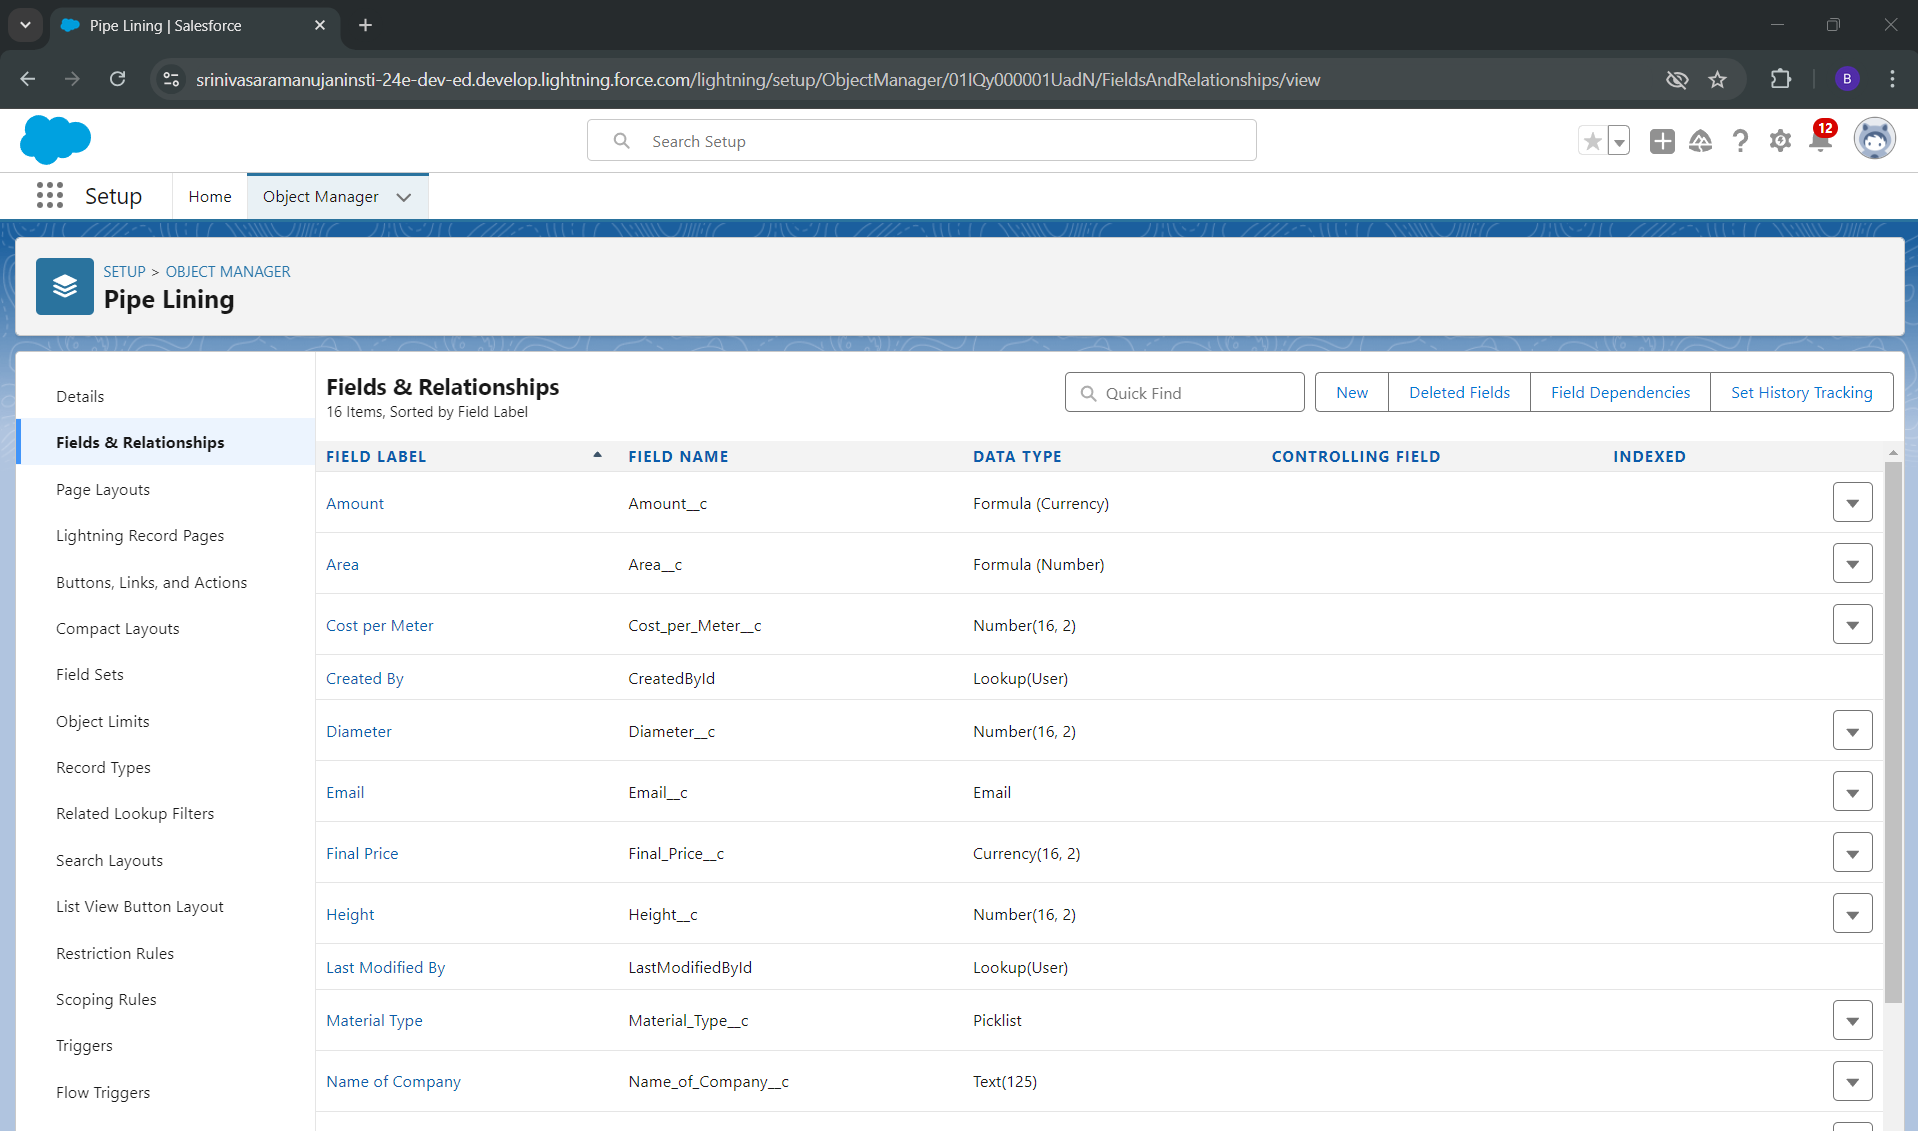 Pipe Lining | Salesforce
srinivasaramanujaninsti-24e-dev-ed.develop.lightning.force.com/lightning/setup/ObjectManager/01IQy000001UadN/FieldsAndRelationships/view
B
Search Setup
12
Setup
Home
Object Manager
SETUP > OBJECT MANAGER
Pipe Lining
Details
Fields & Relationships
Page Layouts
Lightning Record Pages
Buttons, Links, and Actions
Compact Layouts
Field Sets
Object Limits
Record Types
Related Lookup Filters
Search Layouts
List View Button Layout
Restriction Rules
Scoping Rules
Triggers
Flow Triggers
Fields & Relationships
16 Items, Sorted by Field Label
Quick Find
New
Deleted Fields
Field Dependencies
Set History Tracking
FIELD LABEL FIELD NAME DATA TYPE CONTROLLING FIELD INDEXED
Amount Amount__c Formula (Currency)
Area Area__c Formula (Number)
Cost per Meter Cost_per_Meter__c Number(16, 2)
Created By CreatedById Lookup(User)
Diameter Diameter__c Number(16, 2)
Email Email__c Email
Final Price Final_Price__c Currency(16, 2)
Height Height__c Number(16, 2)
Last Modified By LastModifiedById Lookup(User)
Material Type Material_Type__c Picklist
Name of Company Name_of_Company__c Text(125)